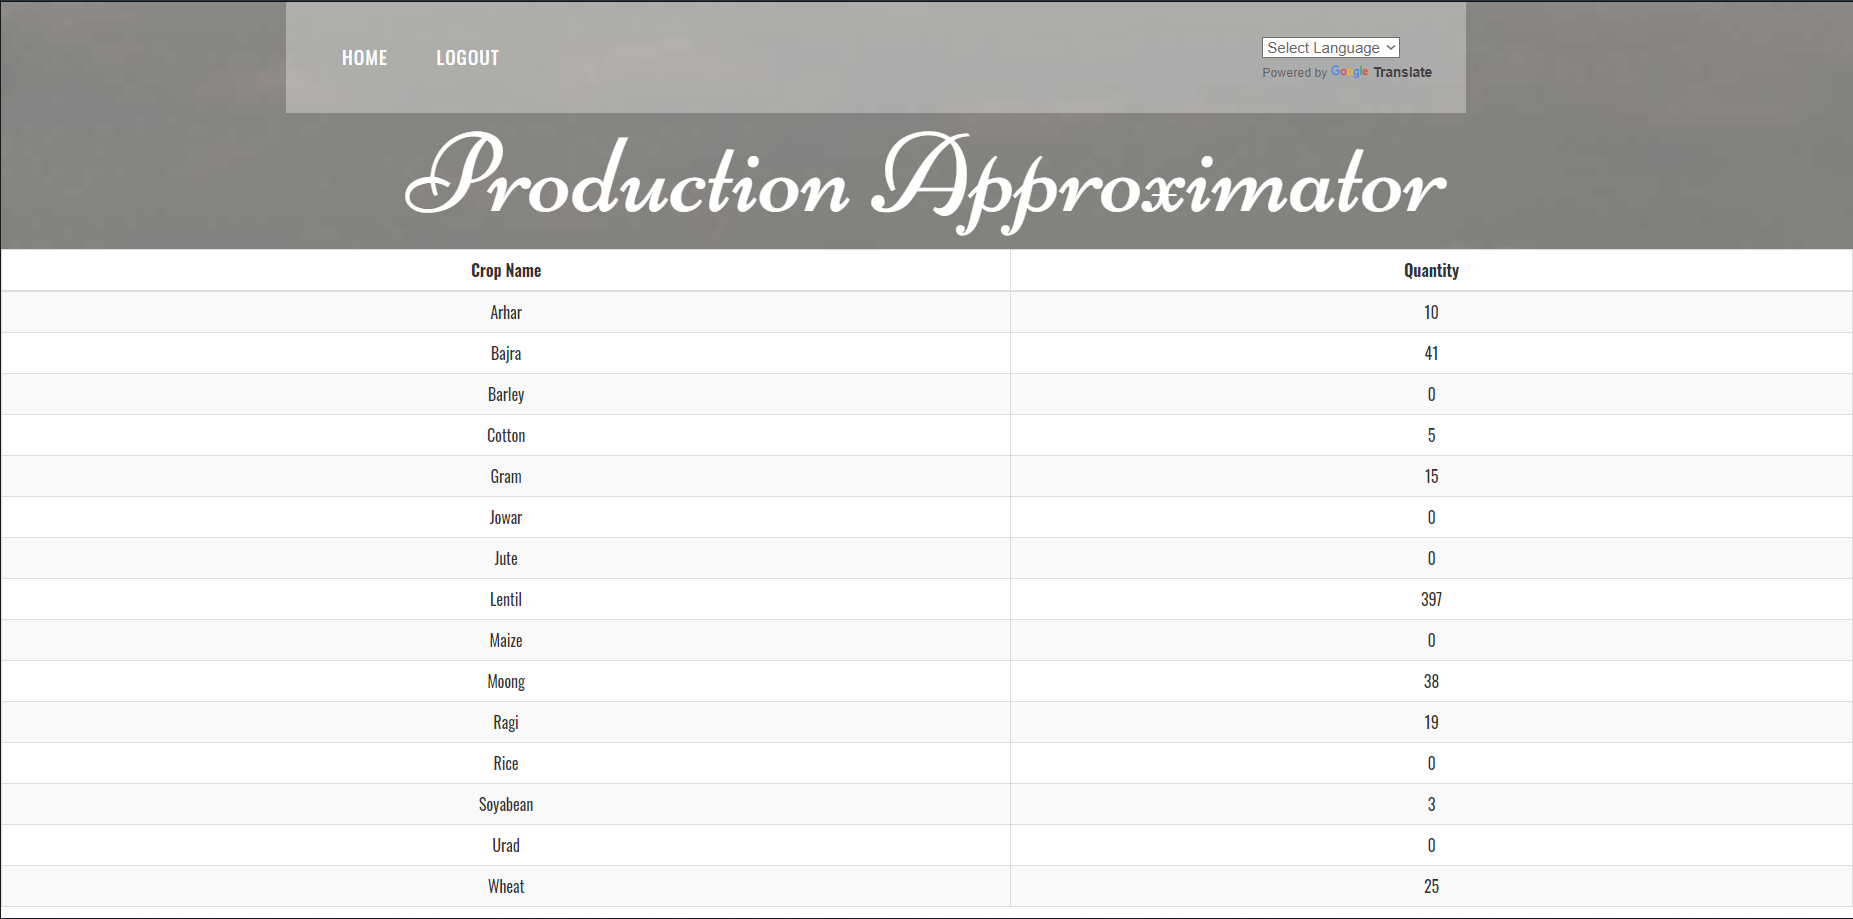 HOME LOGOUT Select Language
Powered by Google Translate
Production Approximator
Crop Name Quantity
Arhar 10
Bajra 41
Barley 0
Cotton 5
Gram 15
Jowar 0
Jute 0
Lentil 397
Maize 0
Moong 38
Ragi 19
Rice 0
Soyabean 3
Urad 0
Wheat 25